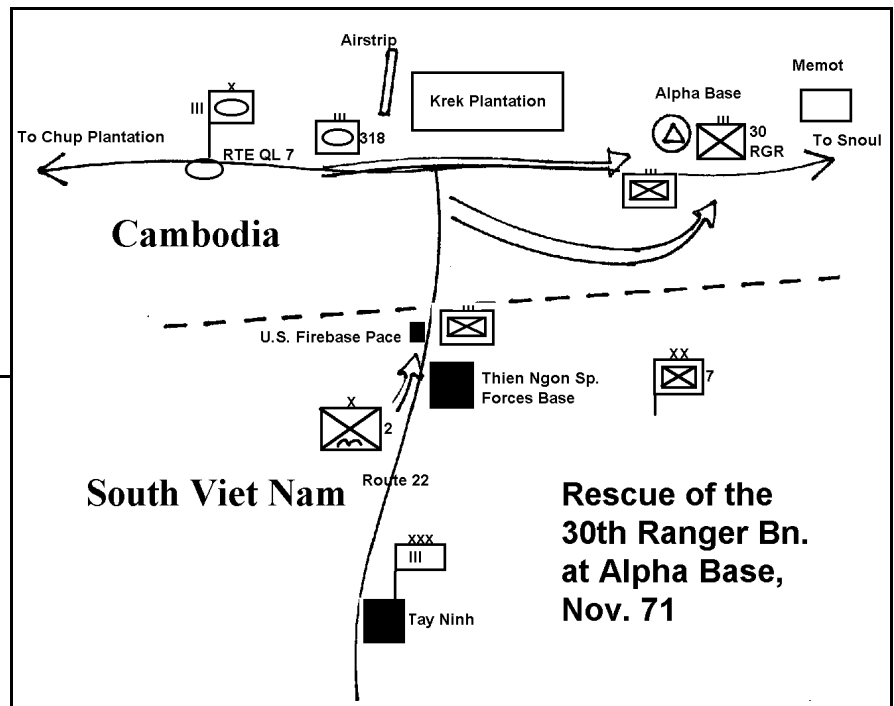 Airstrip
Memot
X
III
III
318
Krek Plantation
Alpha Base
III
30
RGR
To Chup Plantation
RTE QL 7
To Snoul
III
Cambodia
III
U.S. Firebase Pace
XX
7
Thien Ngon Sp.
Forces Base
X
2
South Viet Nam
Route 22
Rescue of the
30th Ranger Bn.
at Alpha Base,
Nov. 71
XXX
III
Tay Ninh